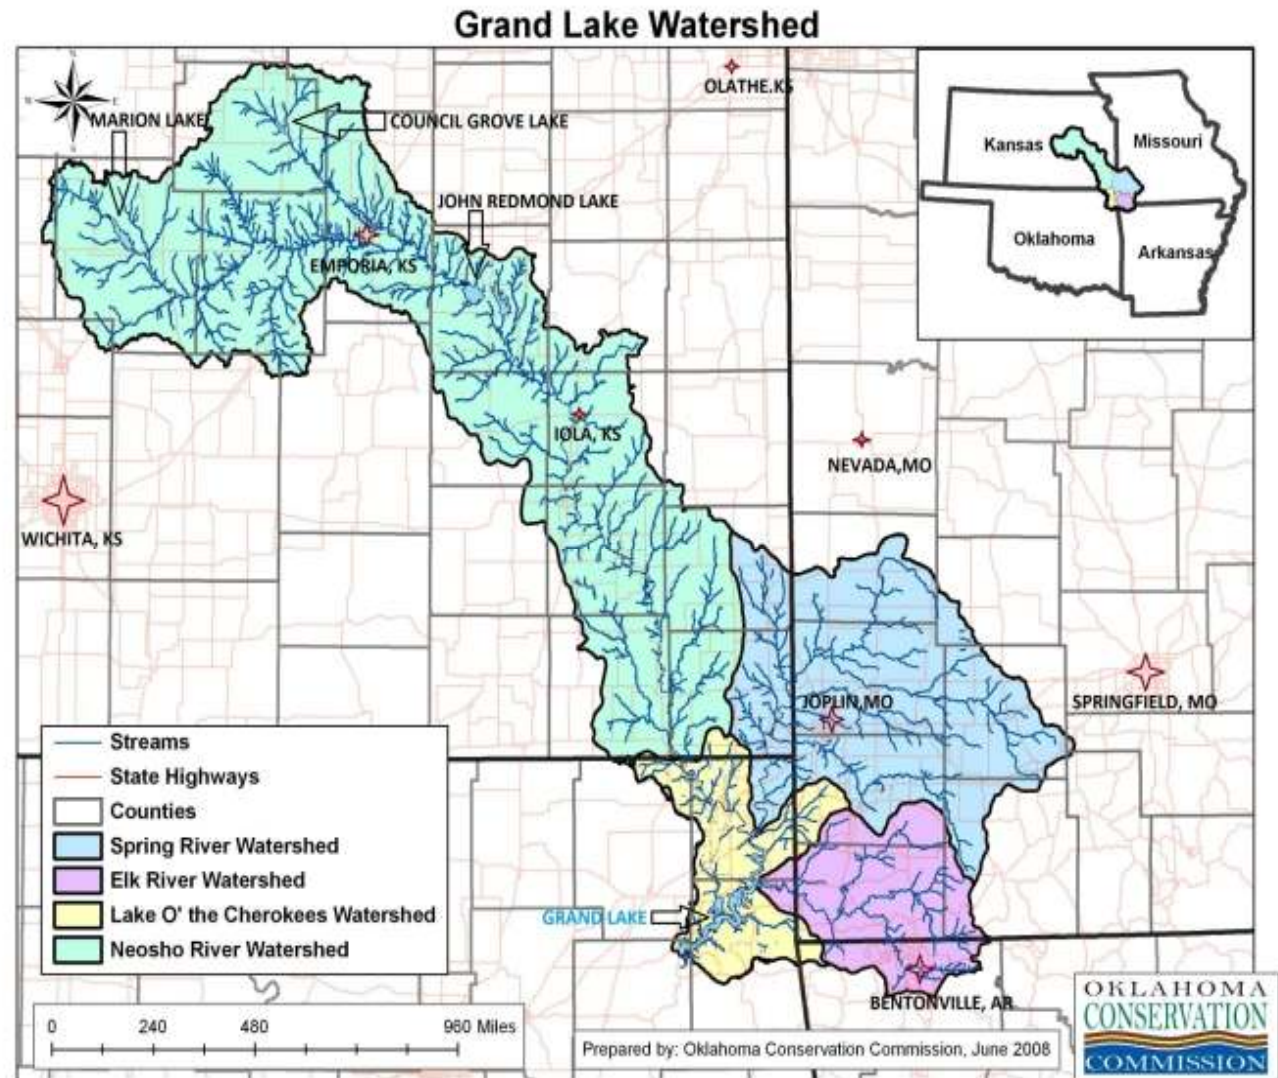 Grand Lake Watershed
N
W
E
S
MARION LAKE
COUNCIL GROVE LAKE
OLATHE.KS
JOHN REDMOND LAKE
EMPORIA, KS
IOLA, KS
WICHITA, KS
NEVADA,MO
JOPLIN,MO
SPRINGFIELD, MO
GRAND LAKE
BENTONVILLE, AR
Kansas
Missouri
Oklahoma
Arkansas
Streams
State Highways
Counties
Spring River Watershed
Elk River Watershed
Lake O' the Cherokees Watershed
Neosho River Watershed
0 240 480 960 Miles
Prepared by: Oklahoma Conservation Commission, June 2008
OKLAHOMA
CONSERVATION
COMMISSION